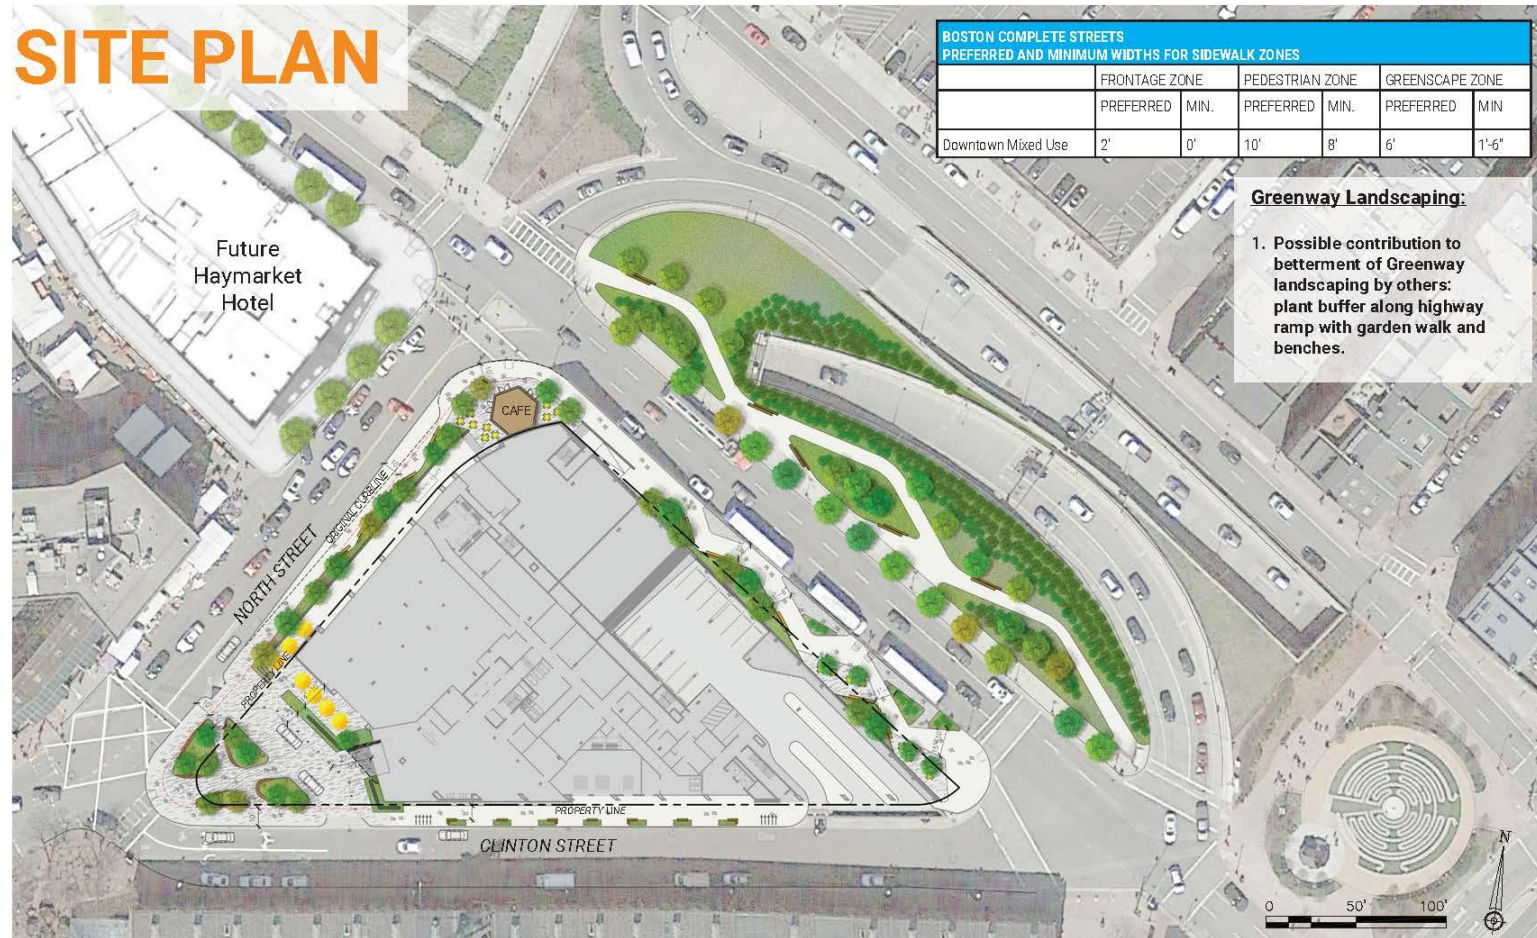 SITE PLAN
BOSTON COMPLETE STREETS
PREFERRED AND MINIMUM WIDTHS FOR SIDEWALK ZONES
FRONTAGE ZONE PEDESTRIAN ZONE GREENSCAPE ZONE
PREFERRED MIN. PREFERRED MIN. PREFERRED MIN
Downtown Mixed Use 2' 0' 10' 8' 6' 1'-6"
Greenway Landscaping:
1. Possible contribution to
betterment of Greenway
landscaping by others:
plant buffer along highway
ramp with garden walk and
benches.
Future
Haymarket
Hotel
CAFE
ORIGINAL CURBLINE
NORTH STREET
PROPERTY LINE
PROPERTY LINE
CLINTON STREET
N
0 50' 100'